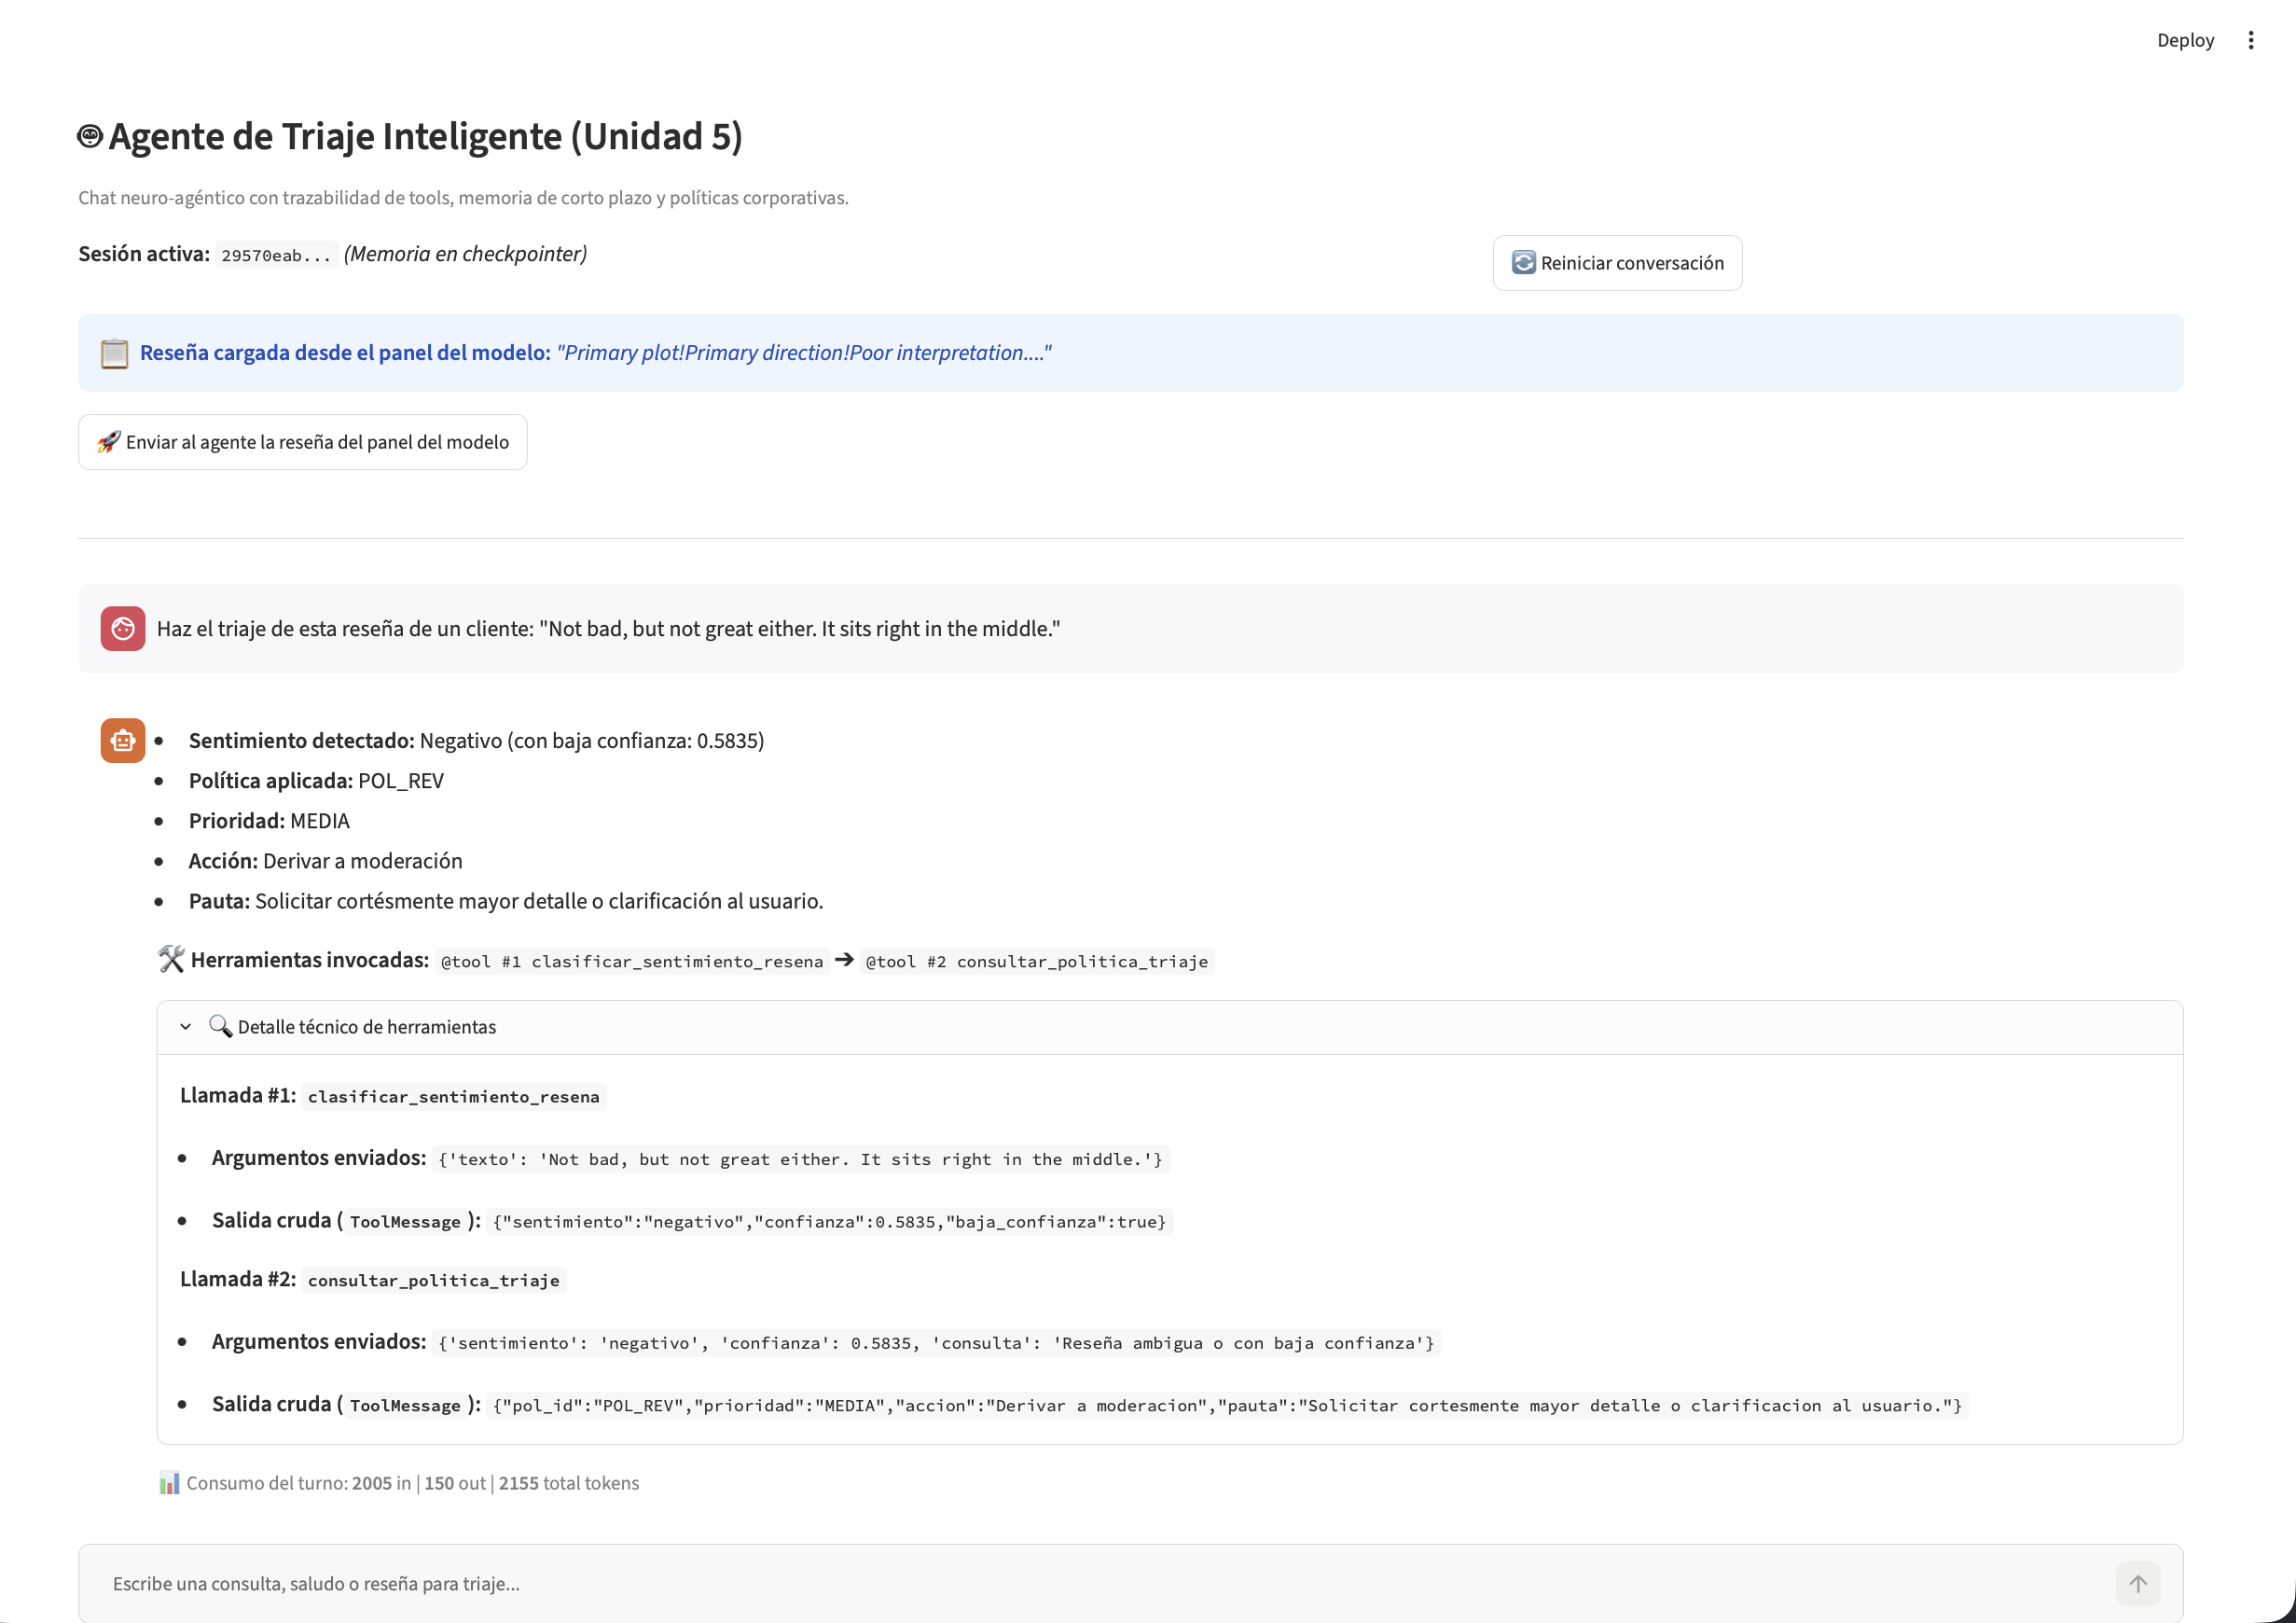 Deploy
Agente de Triaje Inteligente (Unidad 5)
Chat neuro-agéntico con trazabilidad de tools, memoria de corto plazo y políticas corporativas.
Sesión activa: 29570eab... (Memoria en checkpointer)
Reiniciar conversación
Reseña cargada desde el panel del modelo: "Primary plot!Primary direction!Poor interpretation...."
Enviar al agente la reseña del panel del modelo
Haz el triaje de esta reseña de un cliente: "Not bad, but not great either. It sits right in the middle."
Sentimiento detectado: Negativo (con baja confianza: 0.5835)
Política aplicada: POL_REV
Prioridad: MEDIA
Acción: Derivar a moderación
Pauta: Solicitar cortésmente mayor detalle o clarificación al usuario.
Herramientas invocadas: @tool #1 clasificar_sentimiento_resena ➔ @tool #2 consultar_politica_triaje
Detalle técnico de herramientas
Llamada #1: clasificar_sentimiento_resena
Argumentos enviados: {'texto': 'Not bad, but not great either. It sits right in the middle.'}
Salida cruda ( ToolMessage ): {"sentimiento":"negativo","confianza":0.5835,"baja_confianza":true}
Llamada #2: consultar_politica_triaje
Argumentos enviados: {'sentimiento': 'negativo', 'confianza': 0.5835, 'consulta': 'Reseña ambigua o con baja confianza'}
Salida cruda ( ToolMessage ): {"pol_id":"POL_REV","prioridad":"MEDIA","accion":"Derivar a moderacion","pauta":"Solicitar cortesmente mayor detalle o clarificacion al usuario."}
Consumo del turno: 2005 in | 150 out | 2155 total tokens
Escribe una consulta, saludo o reseña para triaje...